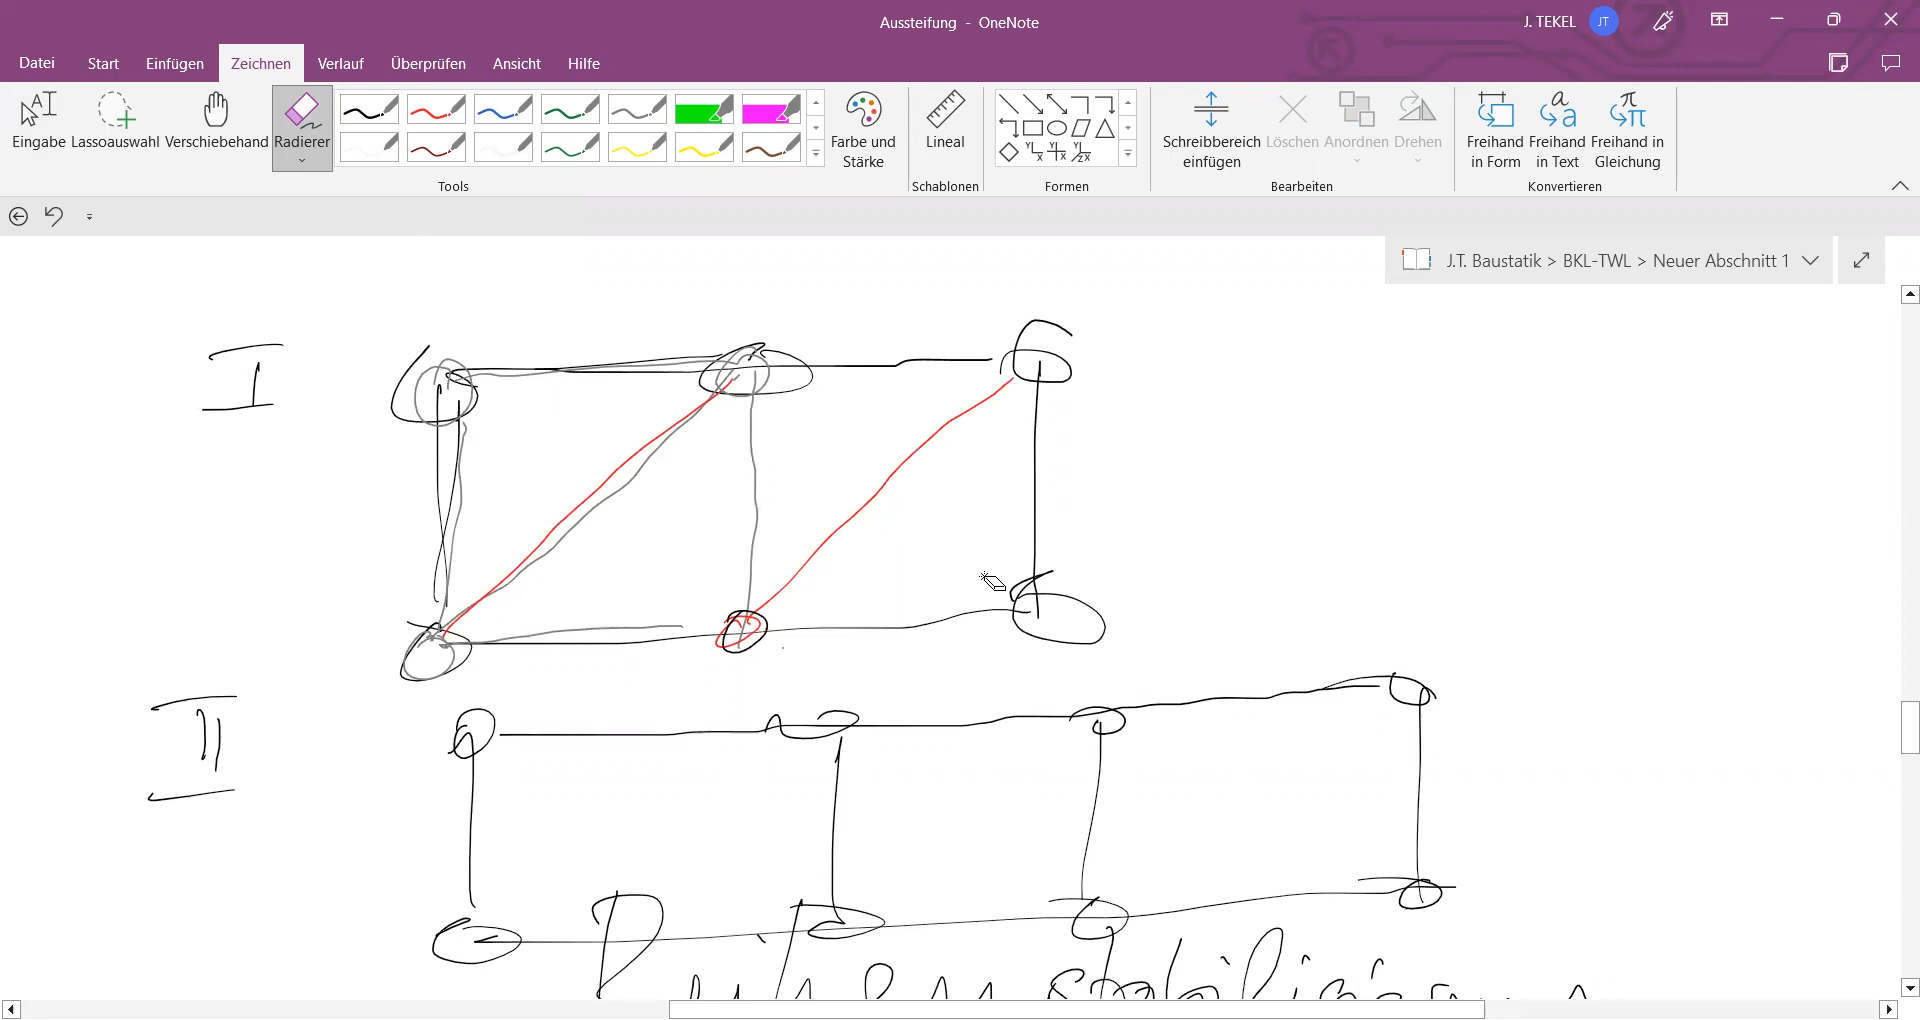 Aussteifung - OneNote
J. TEKEL
JT
Datei Start Einfügen Zeichnen Verlauf Überprüfen Ansicht Hilfe
Eingabe Lassoauswahl Verschiebehand Radierer
Farbe und
Stärke
Lineal
Schreibbereich
einfügen
Löschen Anordnen Drehen
Freihand
in Form
Freihand
in Text
Freihand in
Gleichung
Tools Schablonen Formen Bearbeiten Konvertieren
J.T. Baustatik > BKL-TWL > Neuer Abschnitt 1
I
II